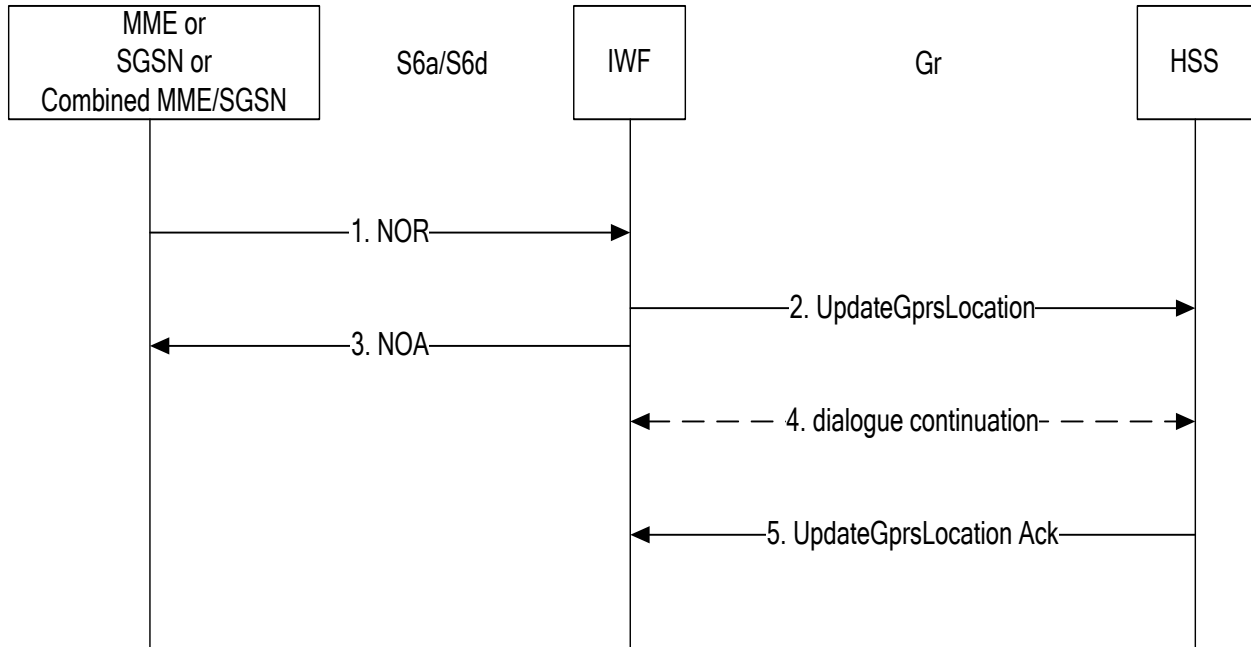 MME or
SGSN or
Combined MME/SGSN
S6a/S6d
IWF
Gr
HSS
1. NOR
2. UpdateGprsLocation
3. NOA
4. dialogue continuation
5. UpdateGprsLocation Ack